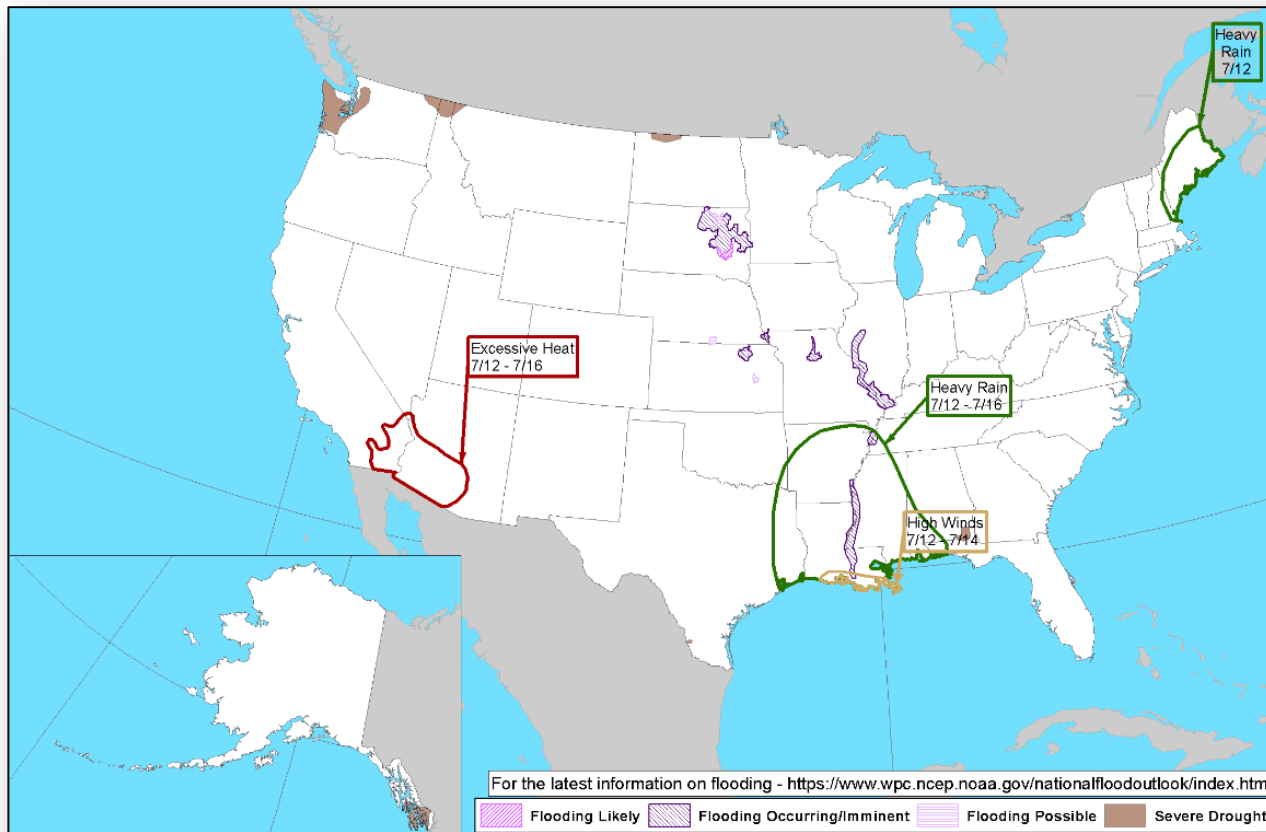 Heavy
Rain
7/12
Excessive Heat
7/12 - 7/16
Heavy Rain
7/12 - 7/16
High Winds
7/12 - 7/14
For the latest information on flooding - https://www.wpc.ncep.noaa.gov/nationalfloodoutlook/index.htm
Flooding Likely
Flooding Occurring/Imminent
Flooding Possible
Severe Drought